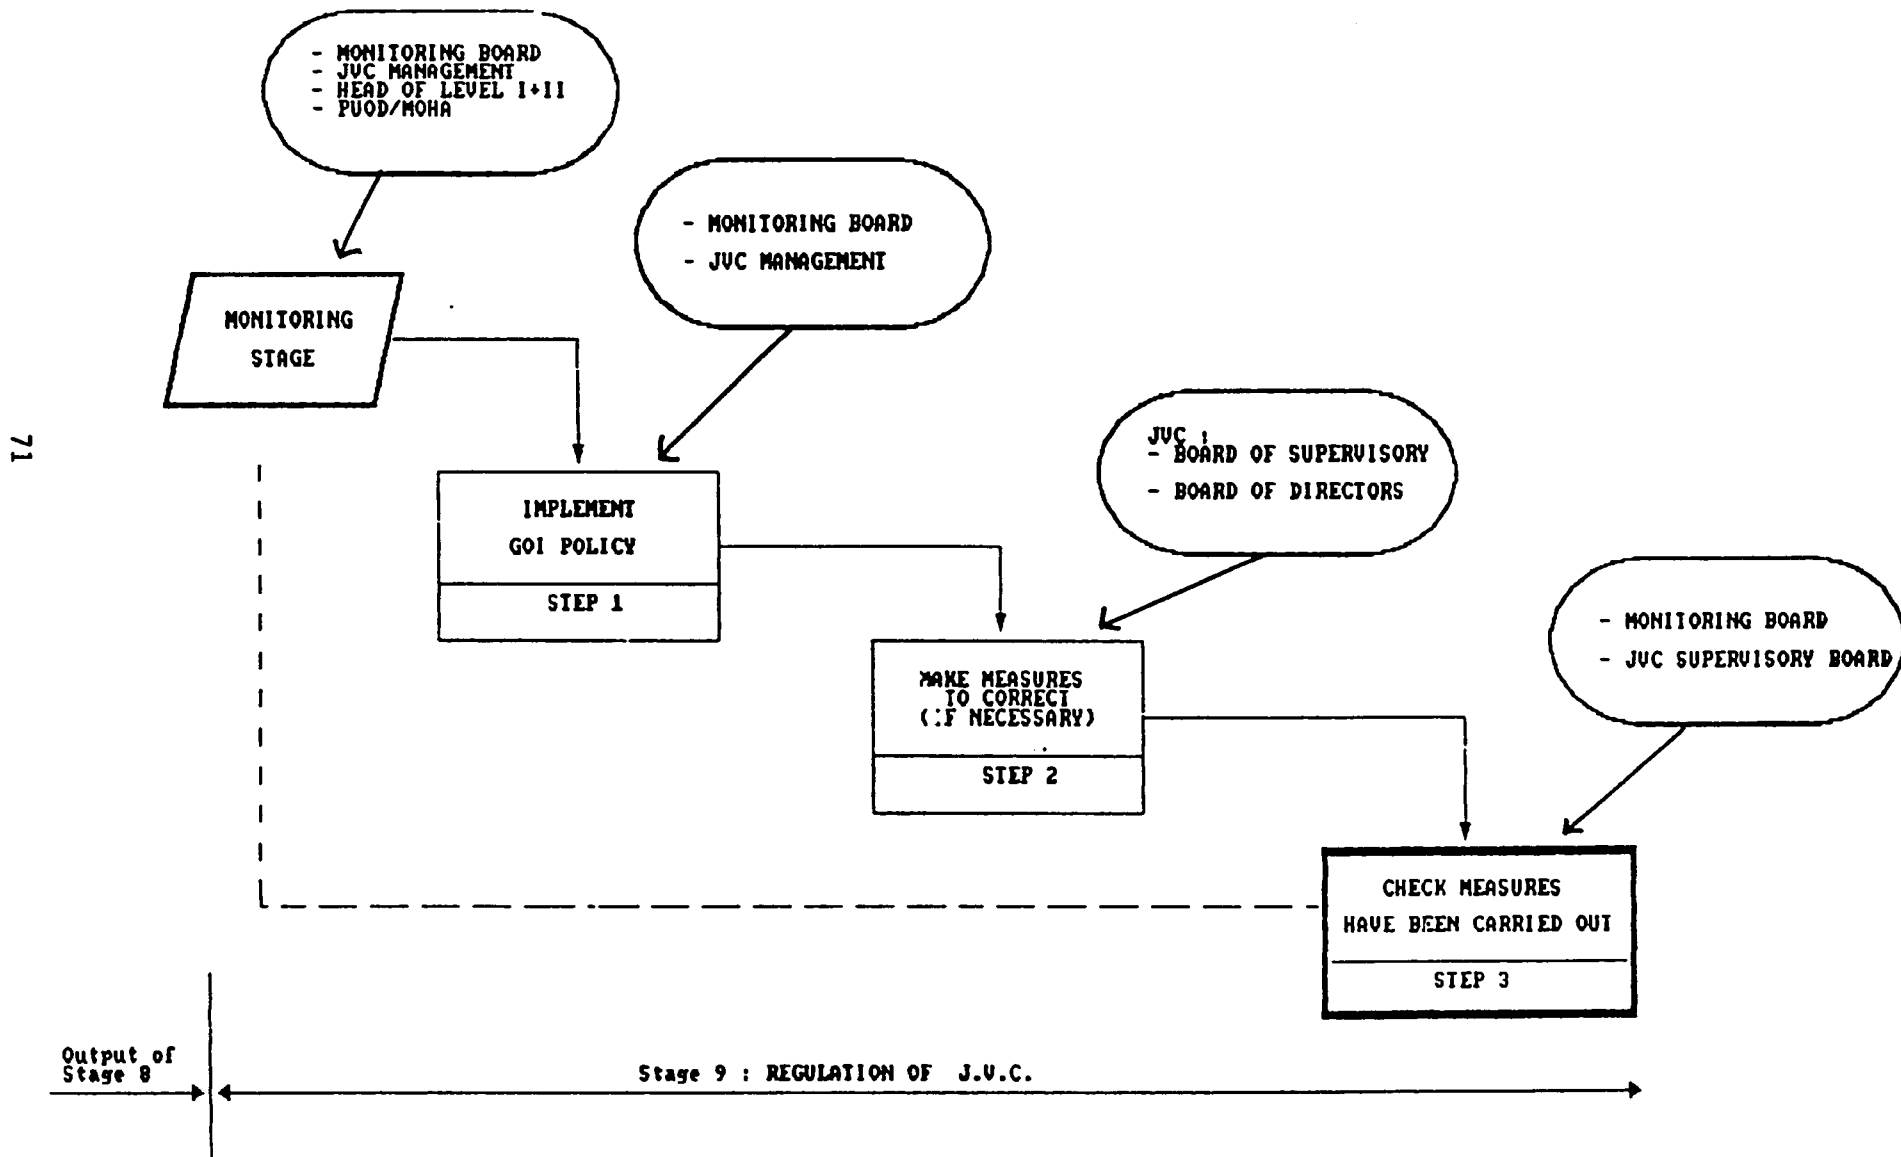 - MONITORING BOARD
- JVC MANAGEMENT
- HEAD OF LEVEL I+II
- PUOD/MOHA
- MONITORING BOARD
- JVC MANAGEMENT
MONITORING
STAGE
JVC :
- BOARD OF SUPERVISORY
- BOARD OF DIRECTORS
71
IMPLEMENT
GOI POLICY
STEP 1
- MONITORING BOARD
- JVC SUPERVISORY BOARD
MAKE MEASURES
TO CORRECT
(IF NECESSARY)
STEP 2
CHECK MEASURES
HAVE BEEN CARRIED OUT
STEP 3
Output of
Stage 8
Stage 9 : REGULATION OF J.V.C.